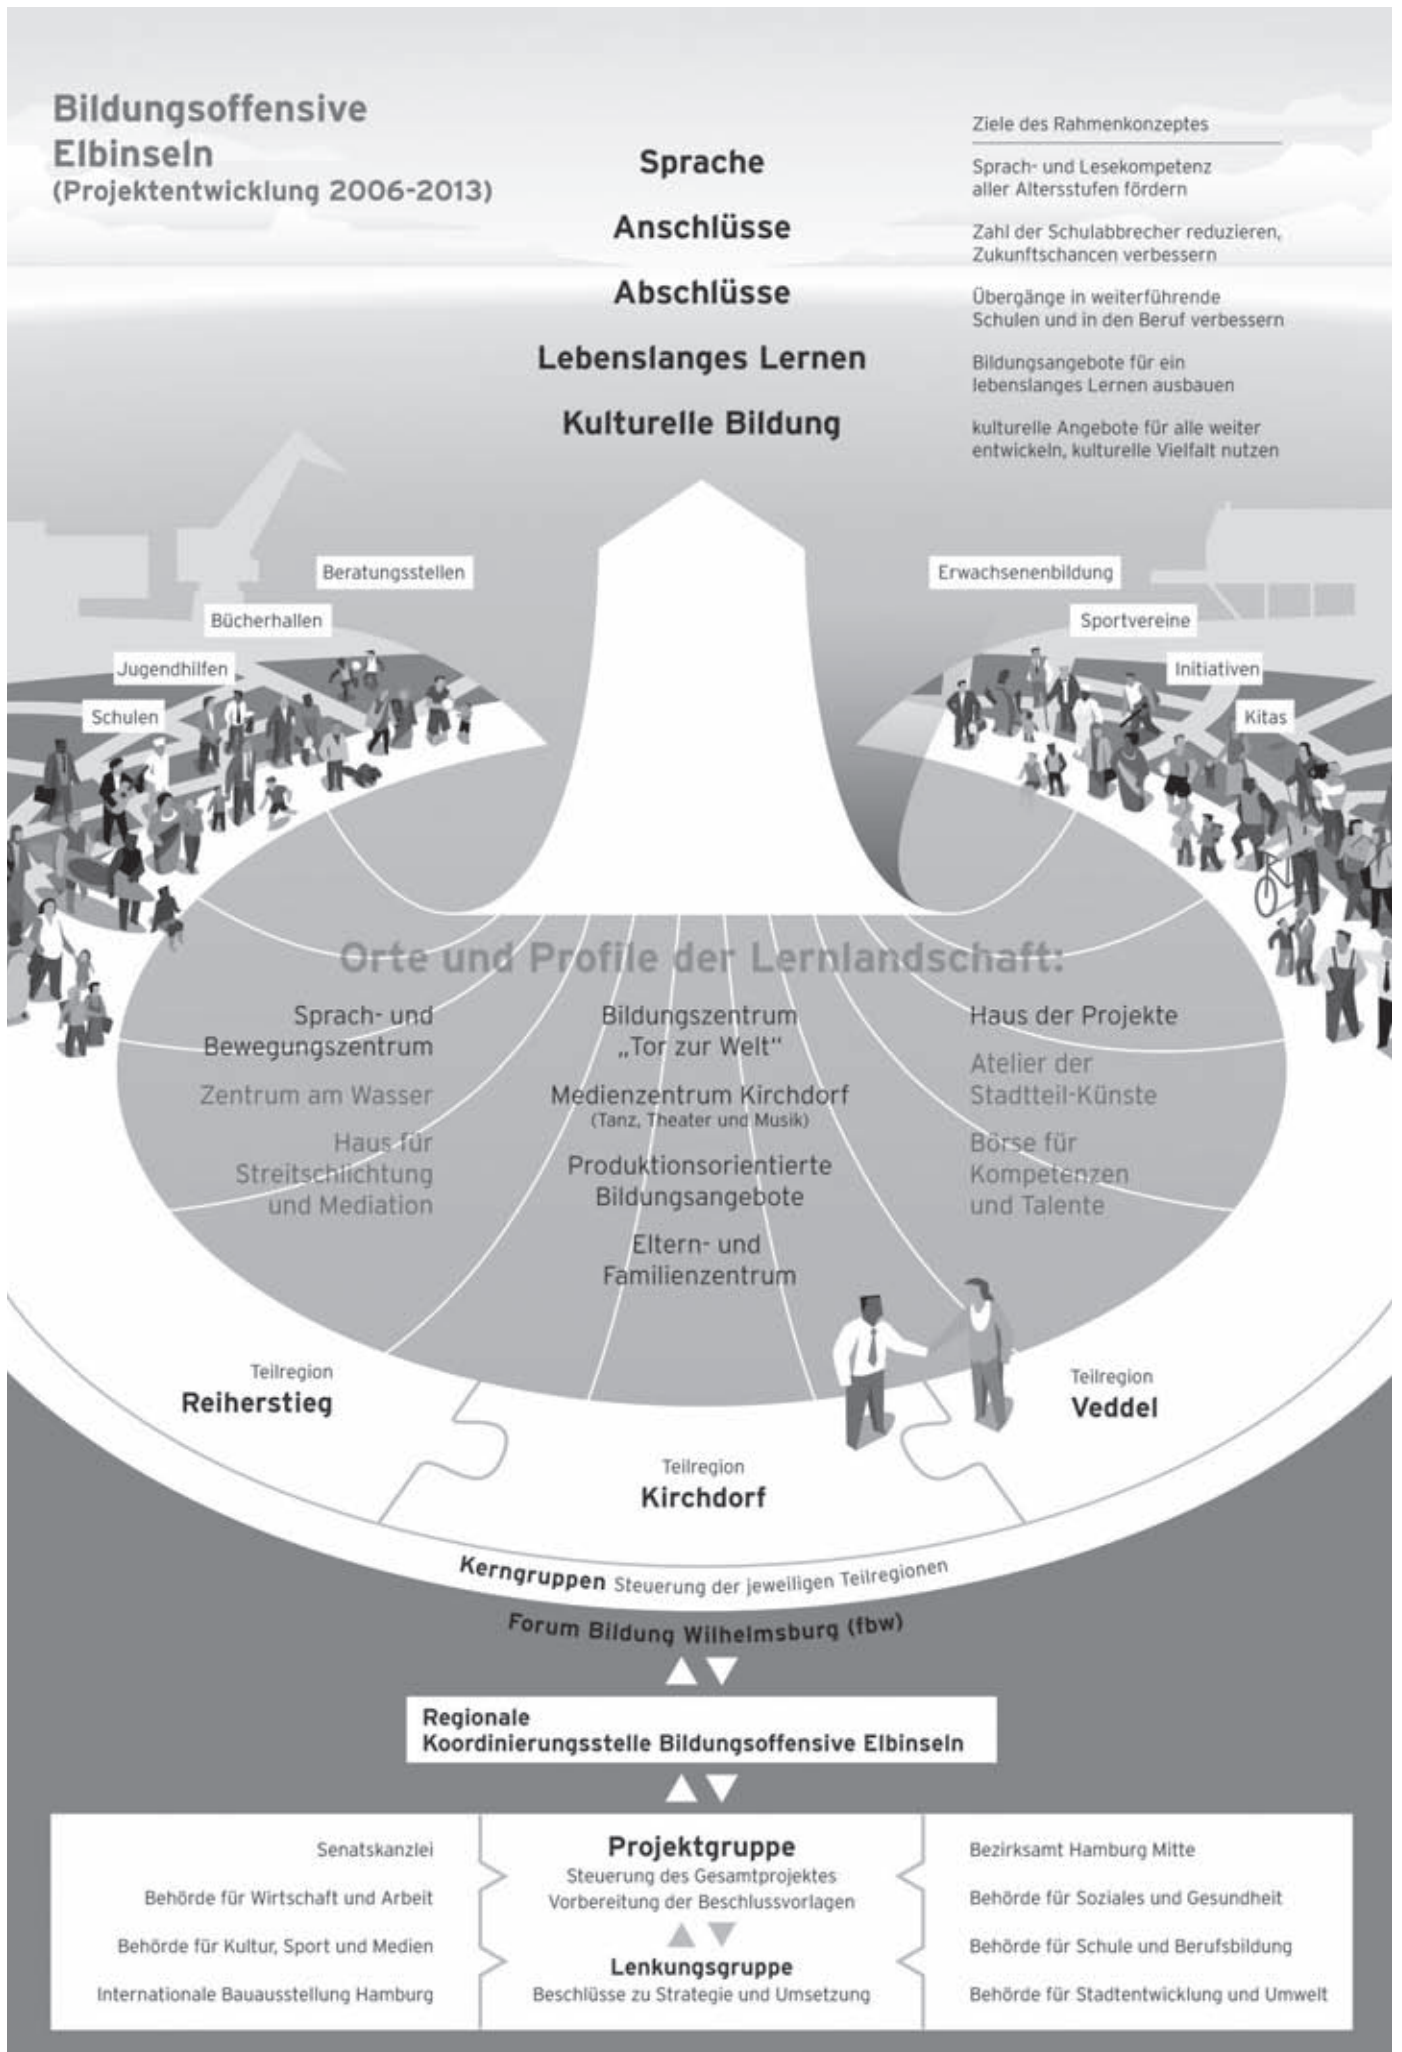 Bildungsoffensive
Elbinseln
(Projektentwicklung 2006-2013)
Sprache
Anschlüsse
Abschlüsse
Lebenslanges Lernen
Kulturelle Bildung
Ziele des Rahmenkonzeptes
Sprach- und Lesekompetenz
aller Altersstufen fördern
Zahl der Schulabbrecher reduzieren,
Zukunftschancen verbessern
Übergänge in weiterführende
Schulen und in den Beruf verbessern
Bildungsangebote für ein
lebenslanges Lernen ausbauen
kulturelle Angebote für alle weiter
entwickeln, kulturelle Vielfalt nutzen
Beratungsstellen
Bücherhallen
Jugendhilfen
Schulen
Erwachsenenbildung
Sportvereine
Initiativen
Kitas
Orte und Profile der Lernlandschaft:
Sprach- und
Bewegungszentrum
Zentrum am Wasser
Haus für
Streitschlichtung
und Mediation
Bildungszentrum
„Tor zur Welt“
Medienzentrum Kirchdorf
(Tanz, Theater und Musik)
Produktionsorientierte
Bildungsangebote
Eltern- und
Familienzentrum
Haus der Projekte
Atelier der
Stadtteil-Künste
Börse für
Kompetenzen
und Talente
Teilregion
Reiherstieg
Teilregion
Kirchdorf
Teilregion
Veddel
Kerngruppen Steuerung der jeweiligen Teilregionen
Forum Bildung Wilhelmsburg (fbw)
Regionale
Koordinierungsstelle Bildungsoffensive Elbinseln
Senatskanzlei
Behörde für Wirtschaft und Arbeit
Behörde für Kultur, Sport und Medien
Internationale Bauausstellung Hamburg
Projektgruppe
Steuerung des Gesamtprojektes
Vorbereitung der Beschlussvorlagen
Lenkungsgruppe
Beschlüsse zu Strategie und Umsetzung
Bezirksamt Hamburg Mitte
Behörde für Soziales und Gesundheit
Behörde für Schule und Berufsbildung
Behörde für Stadtentwicklung und Umwelt